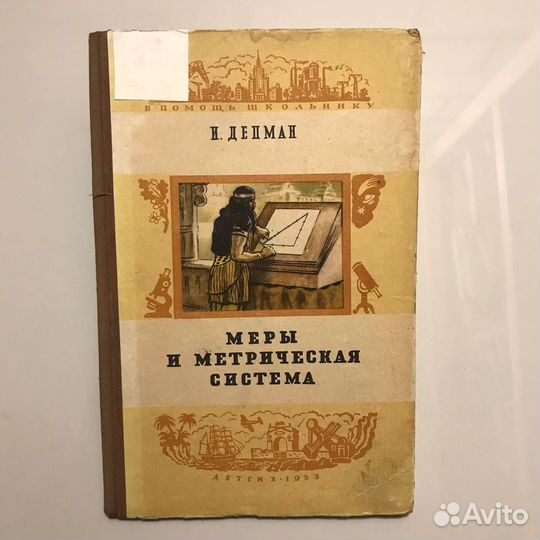 В ПОМОЩЬ ШКОЛЬНИКУ
И. ДЕПМАН
МЕРЫ
И МЕТРИЧЕСКАЯ
СИСТЕМА
ДЕТГИЗ·1953
Avito